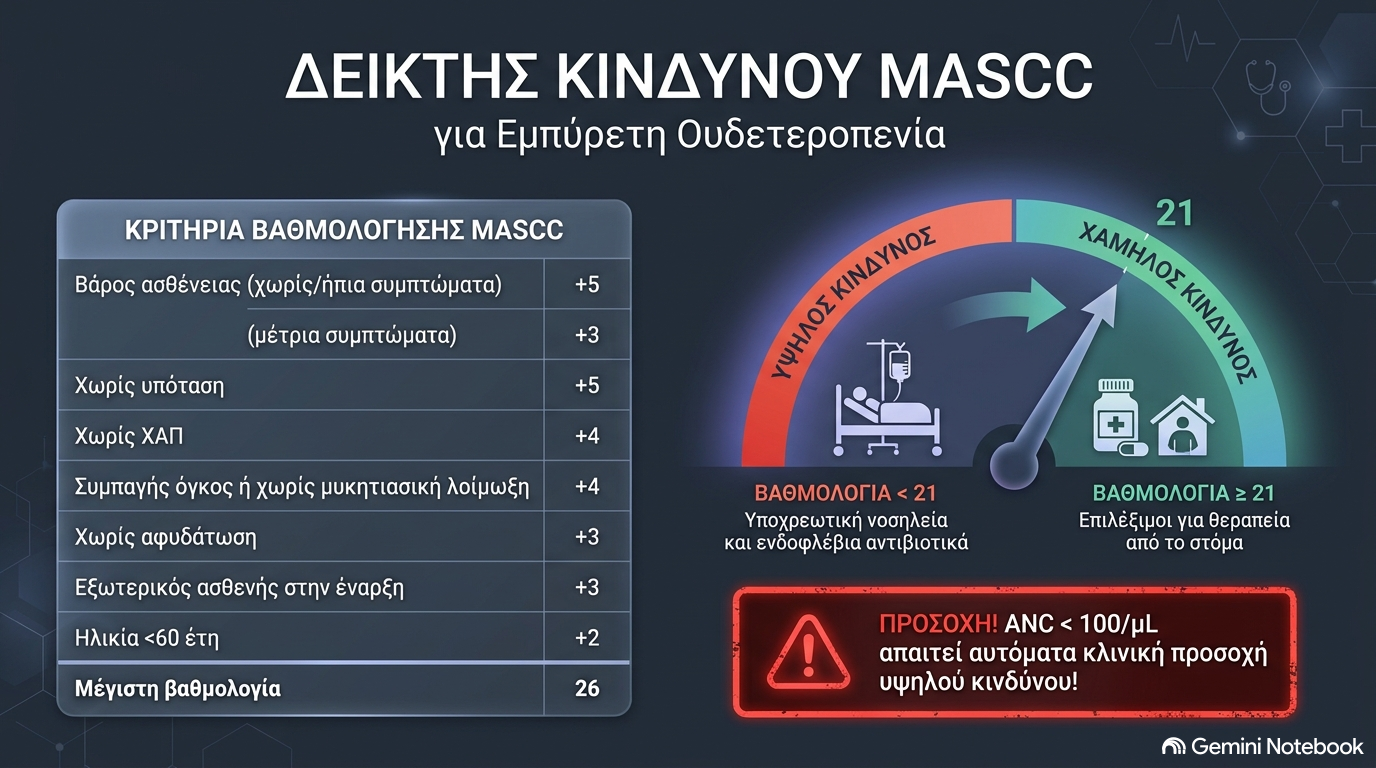 ΔΕΙΚΤΗΣ ΚΙΝΔΥΝΟΥ MASCC
για Εμπύρετη Ουδετεροπενία
ΚΡΙΤΗΡΙΑ ΒΑΘΜΟΛΟΓΗΣΗΣ MASCC
Βάρος ασθένειας (χωρίς/ήπια συμπτώματα) +5
(μέτρια συμπτώματα) +3
Χωρίς υπόταση +5
Χωρίς ΧΑΠ +4
Συμπαγής όγκος ή χωρίς μυκητιασική λοίμωξη +4
Χωρίς αφυδάτωση +3
Εξωτερικός ασθενής στην έναρξη +3
Ηλικία <60 έτη +2
Μέγιστη βαθμολογία 26
ΥΨΗΛΟΣ ΚΙΝΔΥΝΟΣ
ΧΑΜΗΛΟΣ ΚΙΝΔΥΝΟΣ
21
ΒΑΘΜΟΛΟΓΙΑ < 21
Υποχρεωτική νοσηλεία
και ενδοφλέβια αντιβιοτικά
ΒΑΘΜΟΛΟΓΙΑ ≥ 21
Επιλέξιμοι για θεραπεία
από το στόμα
ΠΡΟΣΟΧΗ! ANC < 100/μL
απαιτεί αυτόματα κλινική προσοχή
υψηλού κινδύνου!
Gemini Notebook